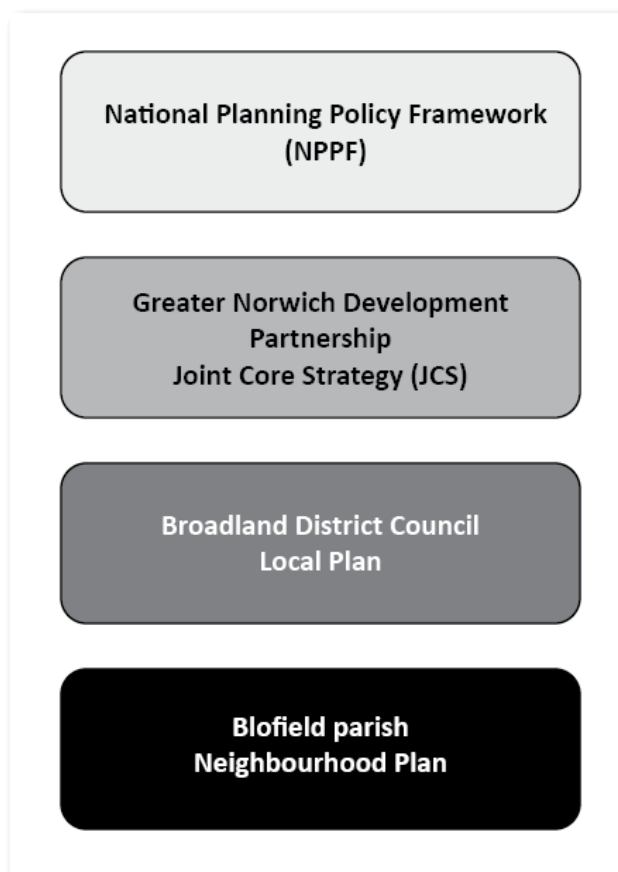 National Planning Policy Framework
(NPPF)
Greater Norwich Development
Partnership
Joint Core Strategy (JCS)
Broadland District Council
Local Plan
Blofield parish
Neighbourhood Plan